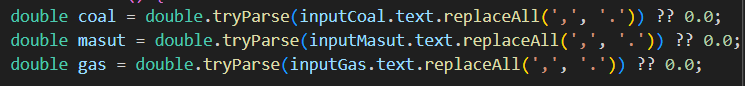 double coal = double.tryParse(inputCoal.text.replaceAll(',', '.')) ?? 0.0;
double masut = double.tryParse(inputMasut.text.replaceAll(',', '.')) ?? 0.0;
double gas = double.tryParse(inputGas.text.replaceAll(',', '.')) ?? 0.0;